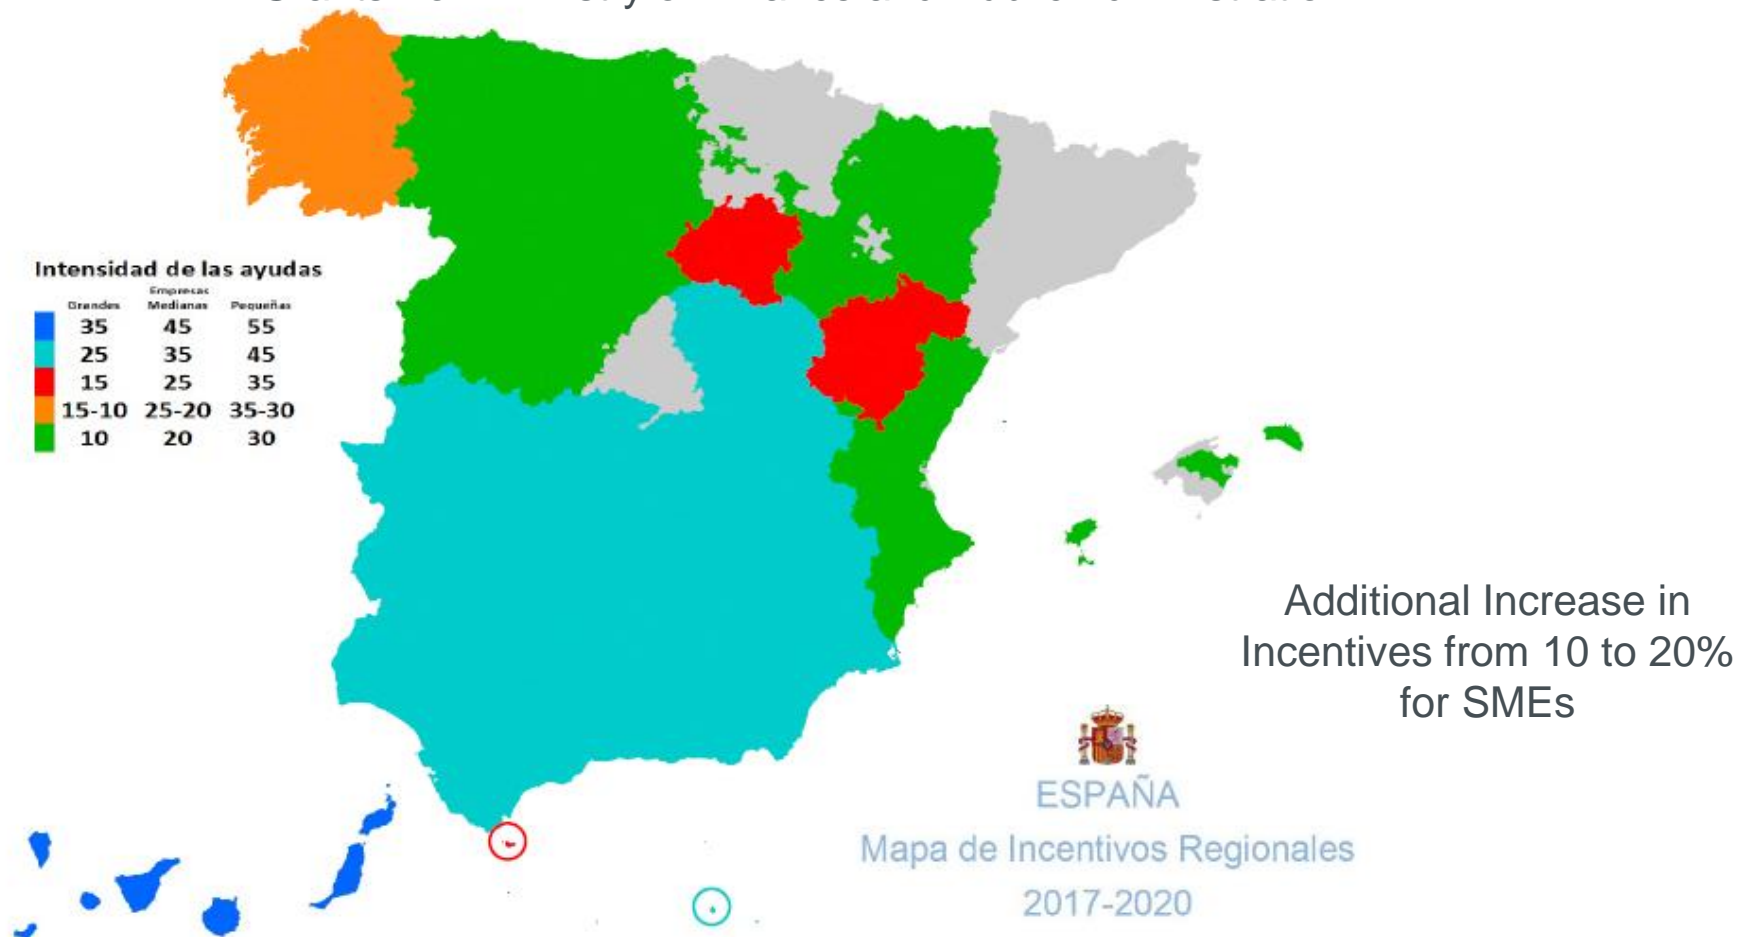 Intensidad de las ayudas
Empresas
Grandes Medianas Pequeñas
35 45 55
25 35 45
15 25 35
15-10 25-20 35-30
10 20 30
Additional Increase in
Incentives from 10 to 20%
for SMEs
ESPAÑA
Mapa de Incentivos Regionales
2017-2020